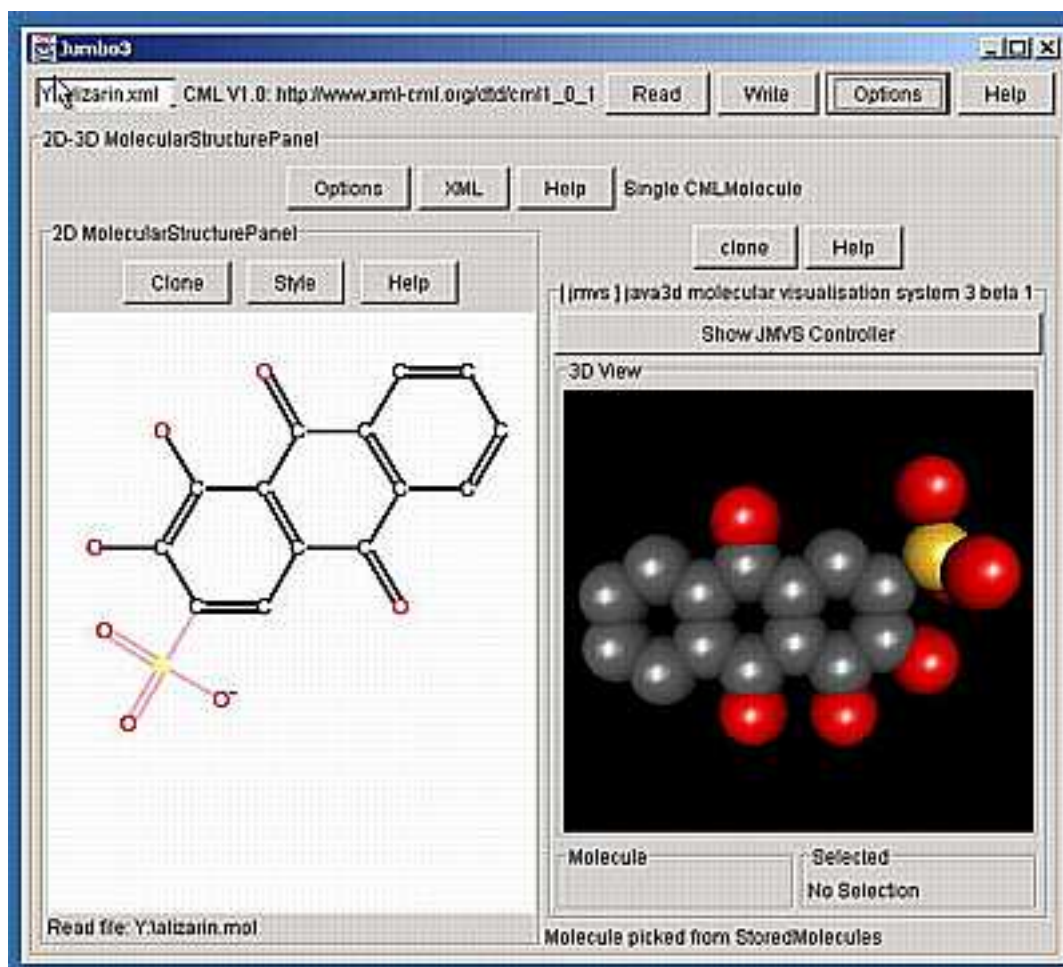 Jumbo3
Y:\alizarin.xml CML V1.0: http://www.xml-cml.org/dtd/cml1_0_1 Read Write Options Help
2D-3D MolecularStructurePanel
Options XML Help Single CMLMolecule
2D MolecularStructurePanel
Clone Style Help
clone Help
[ jmvs ] java3d molecular visualisation system 3 beta 1
Show JMVS Controller
3D View
O C C C
O C C C C
C C C C
O C C C
C C O
O
S
O-
O
Molecule Selected
No Selection
Read file: Y:\alizarin.mol
Molecule picked from StoredMolecules